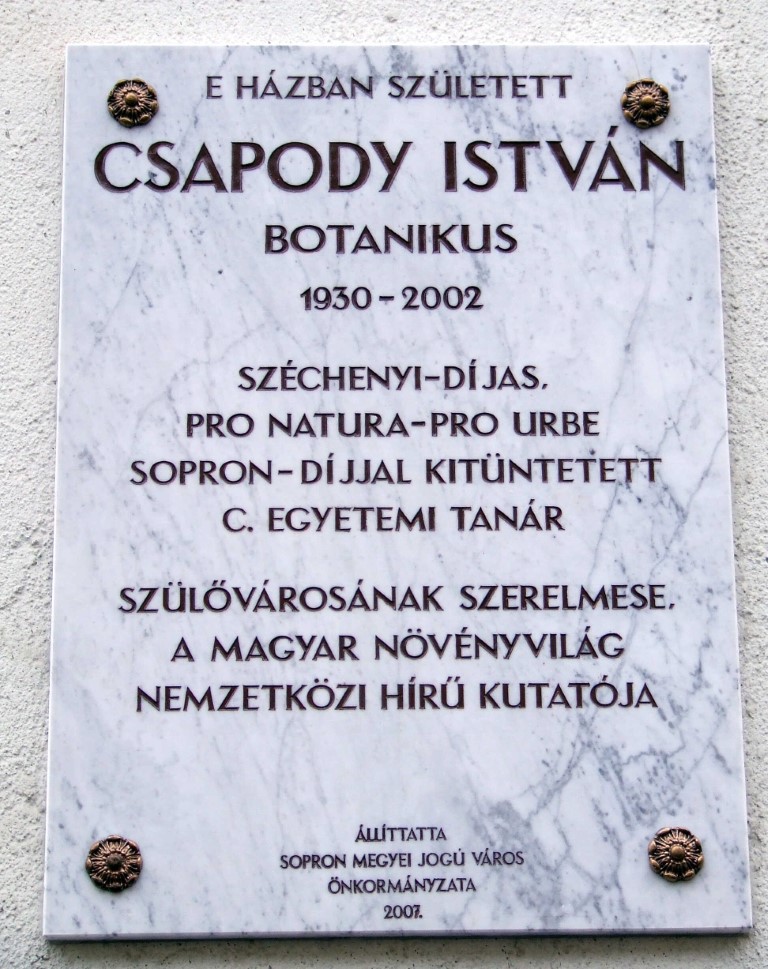 E HÁZBAN SZÜLETETT
CSAPODY ISTVÁN
BOTANIKUS
1930 – 2002
SZÉCHENYI-DÍJAS,
PRO NATURA-PRO URBE
SOPRON-DÍJJAL KITÜNTETETT
C. EGYETEMI TANÁR
SZÜLŐVÁROSÁNAK SZERELMESE,
A MAGYAR NÖVÉNYVILÁG
NEMZETKÖZI HÍRŰ KUTATÓJA
ÁLLÍTTATTA
SOPRON MEGYEI JOGÚ VÁROS
ÖNKORMÁNYZATA
2007.